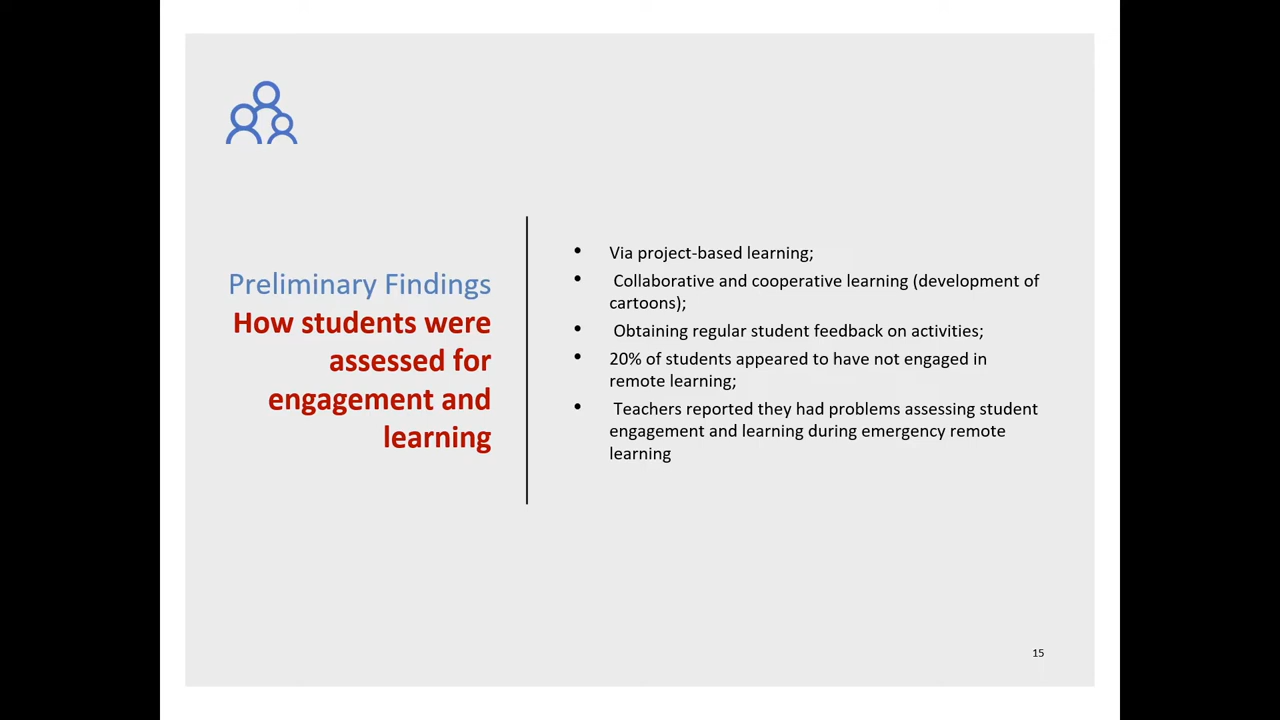 Preliminary Findings
How students were
assessed for
engagement and
learning
• Via project-based learning;
• Collaborative and cooperative learning (development of
cartoons);
• Obtaining regular student feedback on activities;
• 20% of students appeared to have not engaged in
remote learning;
• Teachers reported they had problems assessing student
engagement and learning during emergency remote
learning
15